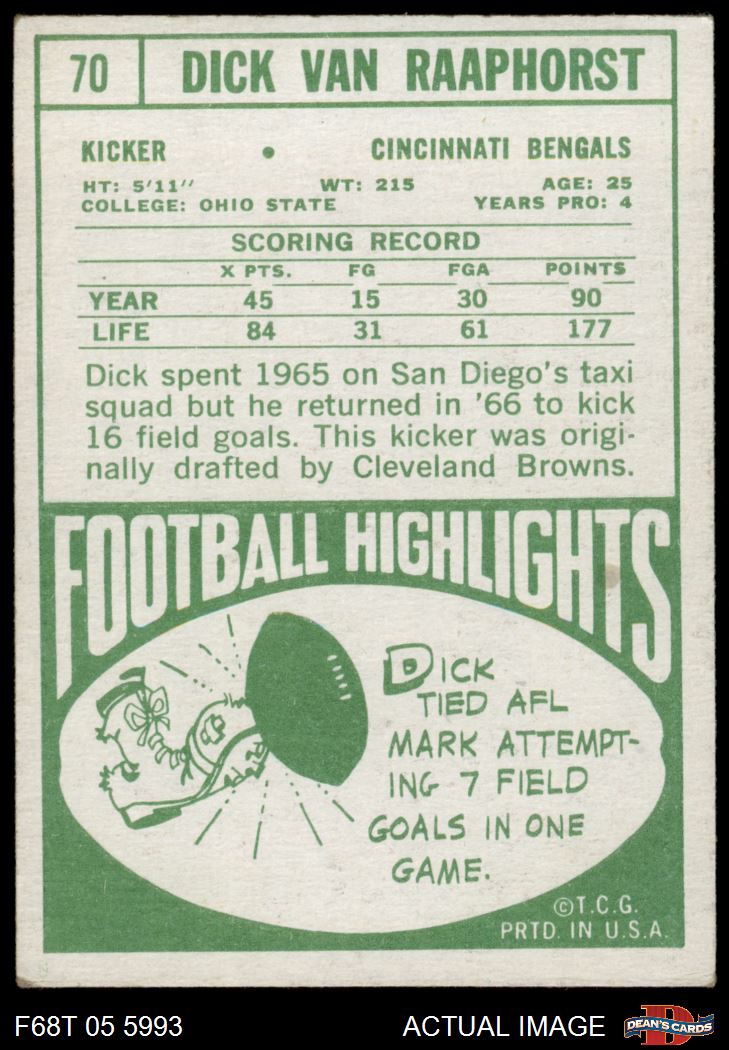 70 DICK VAN RAAPHORST
KICKER • CINCINNATI BENGALS
HT: 5'11" WT: 215 AGE: 25
COLLEGE: OHIO STATE YEARS PRO: 4
SCORING RECORD
X PTS. FG FGA POINTS
YEAR 45 15 30 90
LIFE 84 31 61 177
Dick spent 1965 on San Diego's taxi
squad but he returned in '66 to kick
16 field goals. This kicker was origi-
nally drafted by Cleveland Browns.
FOOTBALL HIGHLIGHTS
DICK
TIED AFL
MARK ATTEMPT-
ING 7 FIELD
GOALS IN ONE
GAME.
©T.C.G.
PRTD. IN U.S.A.
F68T 05 5993 ACTUAL IMAGE D DEAN'S CARDS